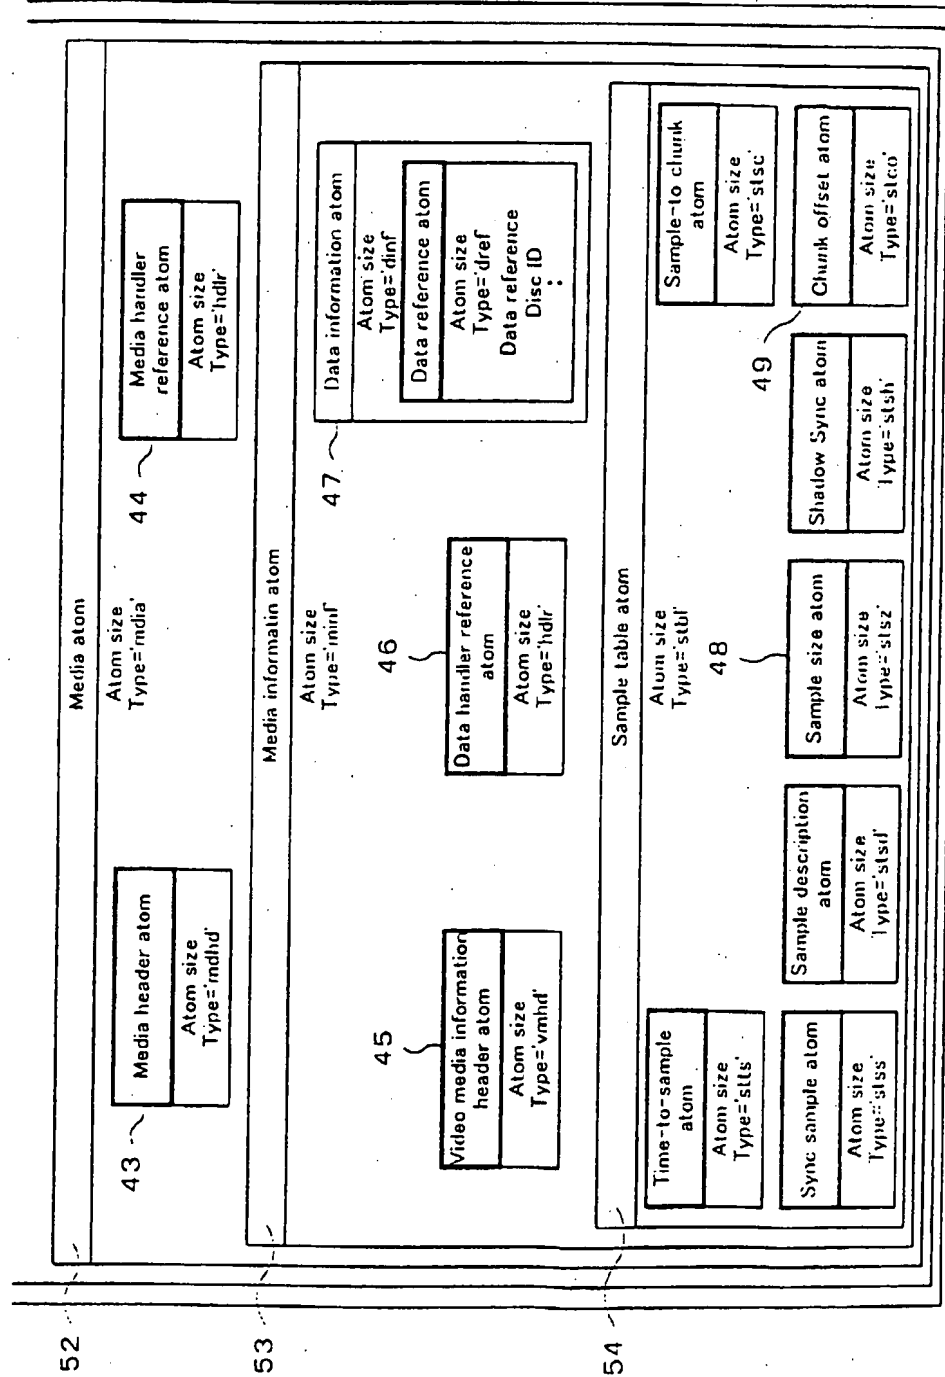 52
Media atom
Atom size
Type='mdia'
43
Media header atom
Atom size
Type='mdhd'
44
Media handler
reference atom
Atom size
Type='hdlr'
53
Media informatin atom
Atom size
Type='minf'
45
Video media information
header atom
Atom size
Type='vmhd'
46
Data handler reference
atom
Atom size
Type='hdlr'
47
Data information atom
Atom size
Type='dinf'
Data reference atom
Atom size
Type='dref
Data reference
Disc ID
⋮
54
Sample table atom
Atom size
Type='stbl'
Time-to-sample
atom
Atom size
Type='stts'
Sample-to chunk
atom
Atom size
Type='stsc'
Sync sample atom
Atom size
Type='stss'
Sample description
atom
Atom size
Type='stsd'
48
Sample size atom
Atom size
Type='stsz'
Shadow Sync atom
Atom size
Type='stsh'
49
Chunk offset atom
Atom size
Type='stco'